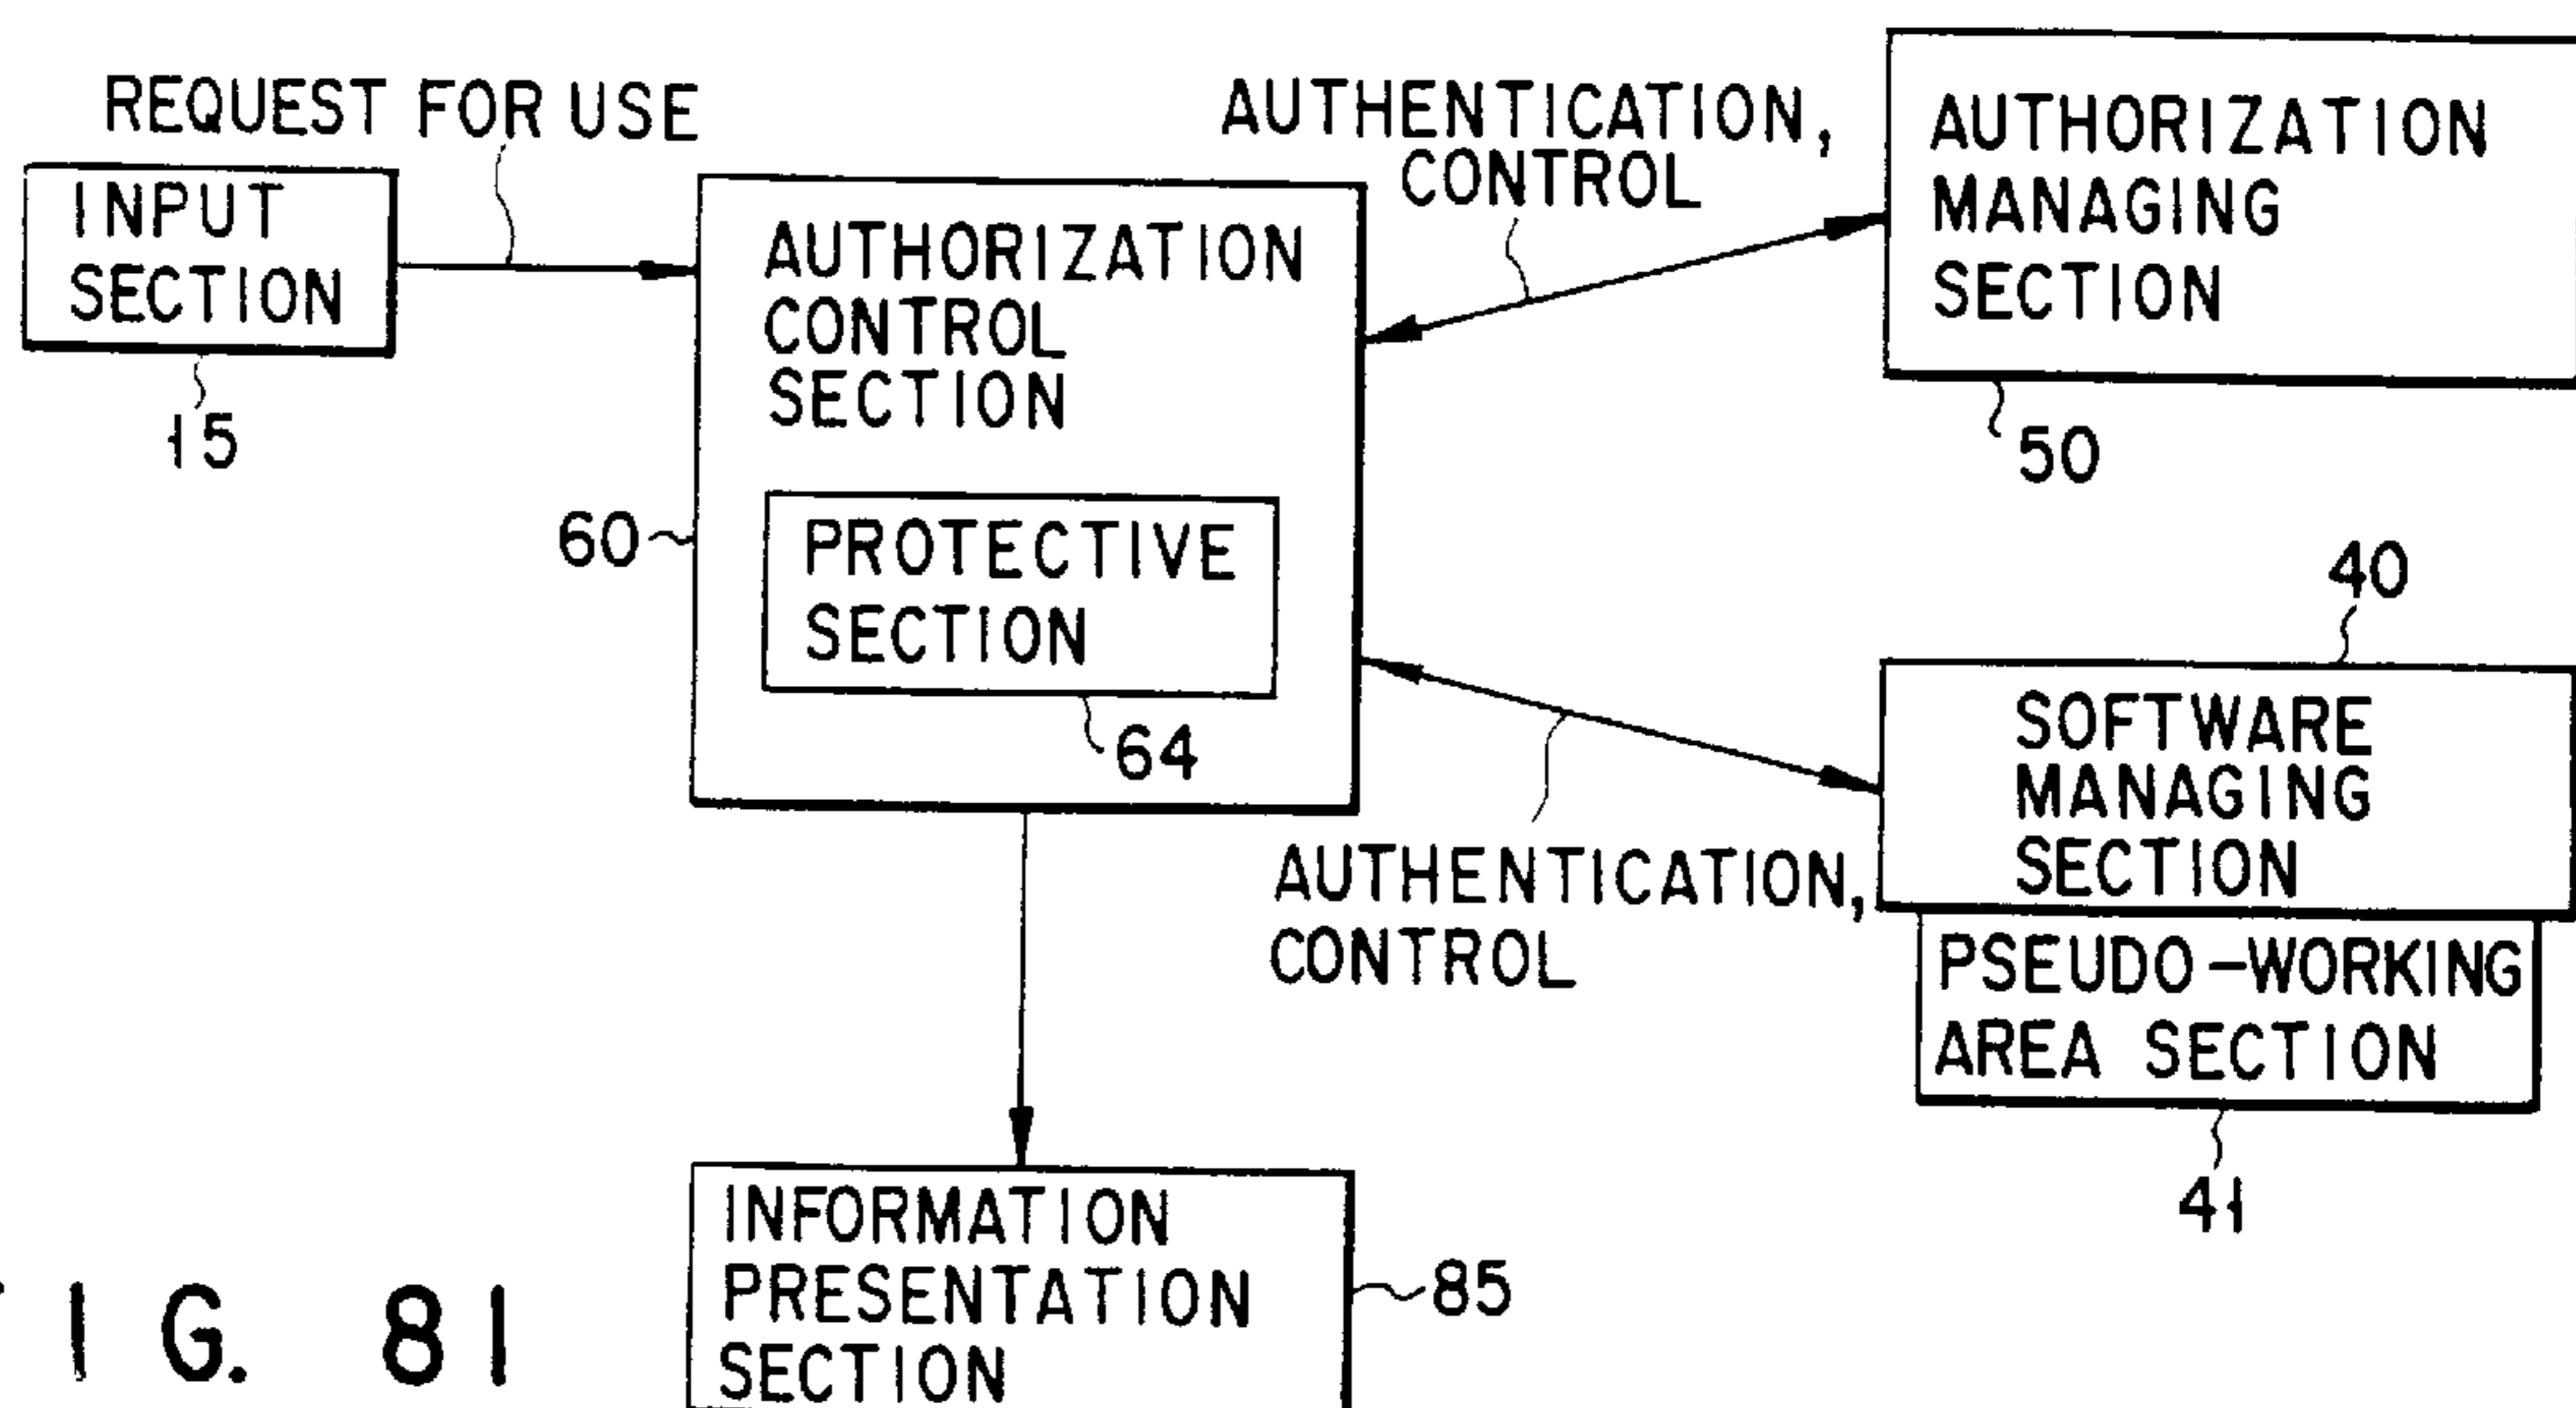 REQUEST FOR USE
INPUT
SECTION
15
AUTHORIZATION
CONTROL
SECTION
60
PROTECTIVE
SECTION
64
AUTHENTICATION,
CONTROL
AUTHORIZATION
MANAGING
SECTION
50
40
SOFTWARE
MANAGING
SECTION
AUTHENTICATION,
CONTROL
PSEUDO-WORKING
AREA SECTION
41
INFORMATION
PRESENTATION
SECTION
85
IG. 81